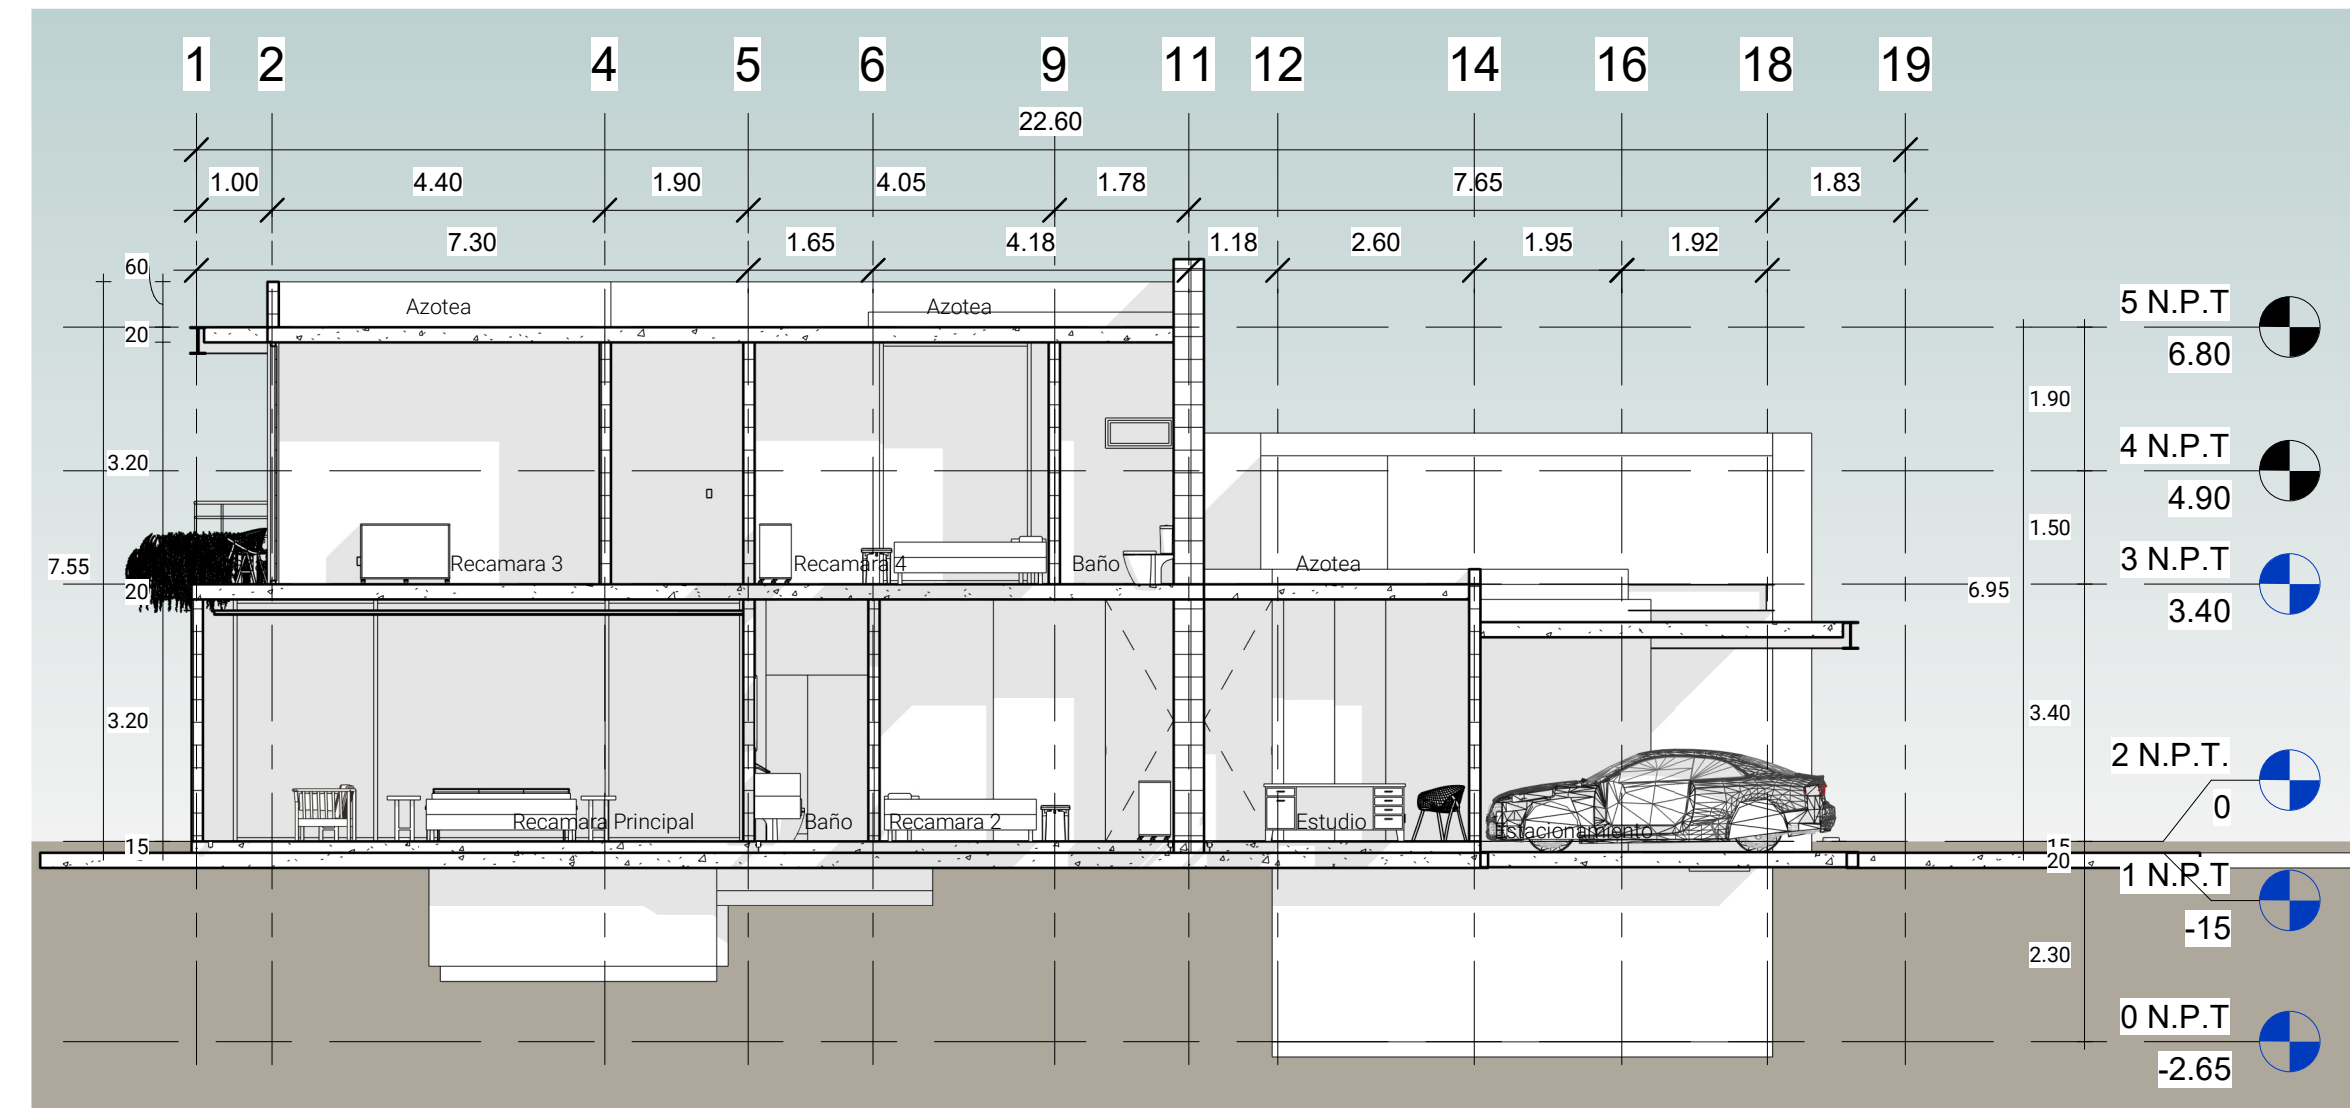 1 2 4 5 6 9 11 12 14 16 18 19
22.60
1.00 4.40 1.90 4.05 1.78 7.65 1.83
7.30 1.65 4.18 1.18 2.60 1.95 1.92
60
Azotea Azotea
5 N.P.T
6.80
20
1.90
4 N.P.T
4.90
3.20
1.50
3 N.P.T
3.40
7.55
Recamara 3 Recamara 4 Baño Azotea
20
6.95
3.20
3.40
2 N.P.T.
0
Recamara Principal Baño Recamara 2 Estudio Estacionamiento
15
15
20
1 N.P.T
-15
2.30
0 N.P.T
-2.65